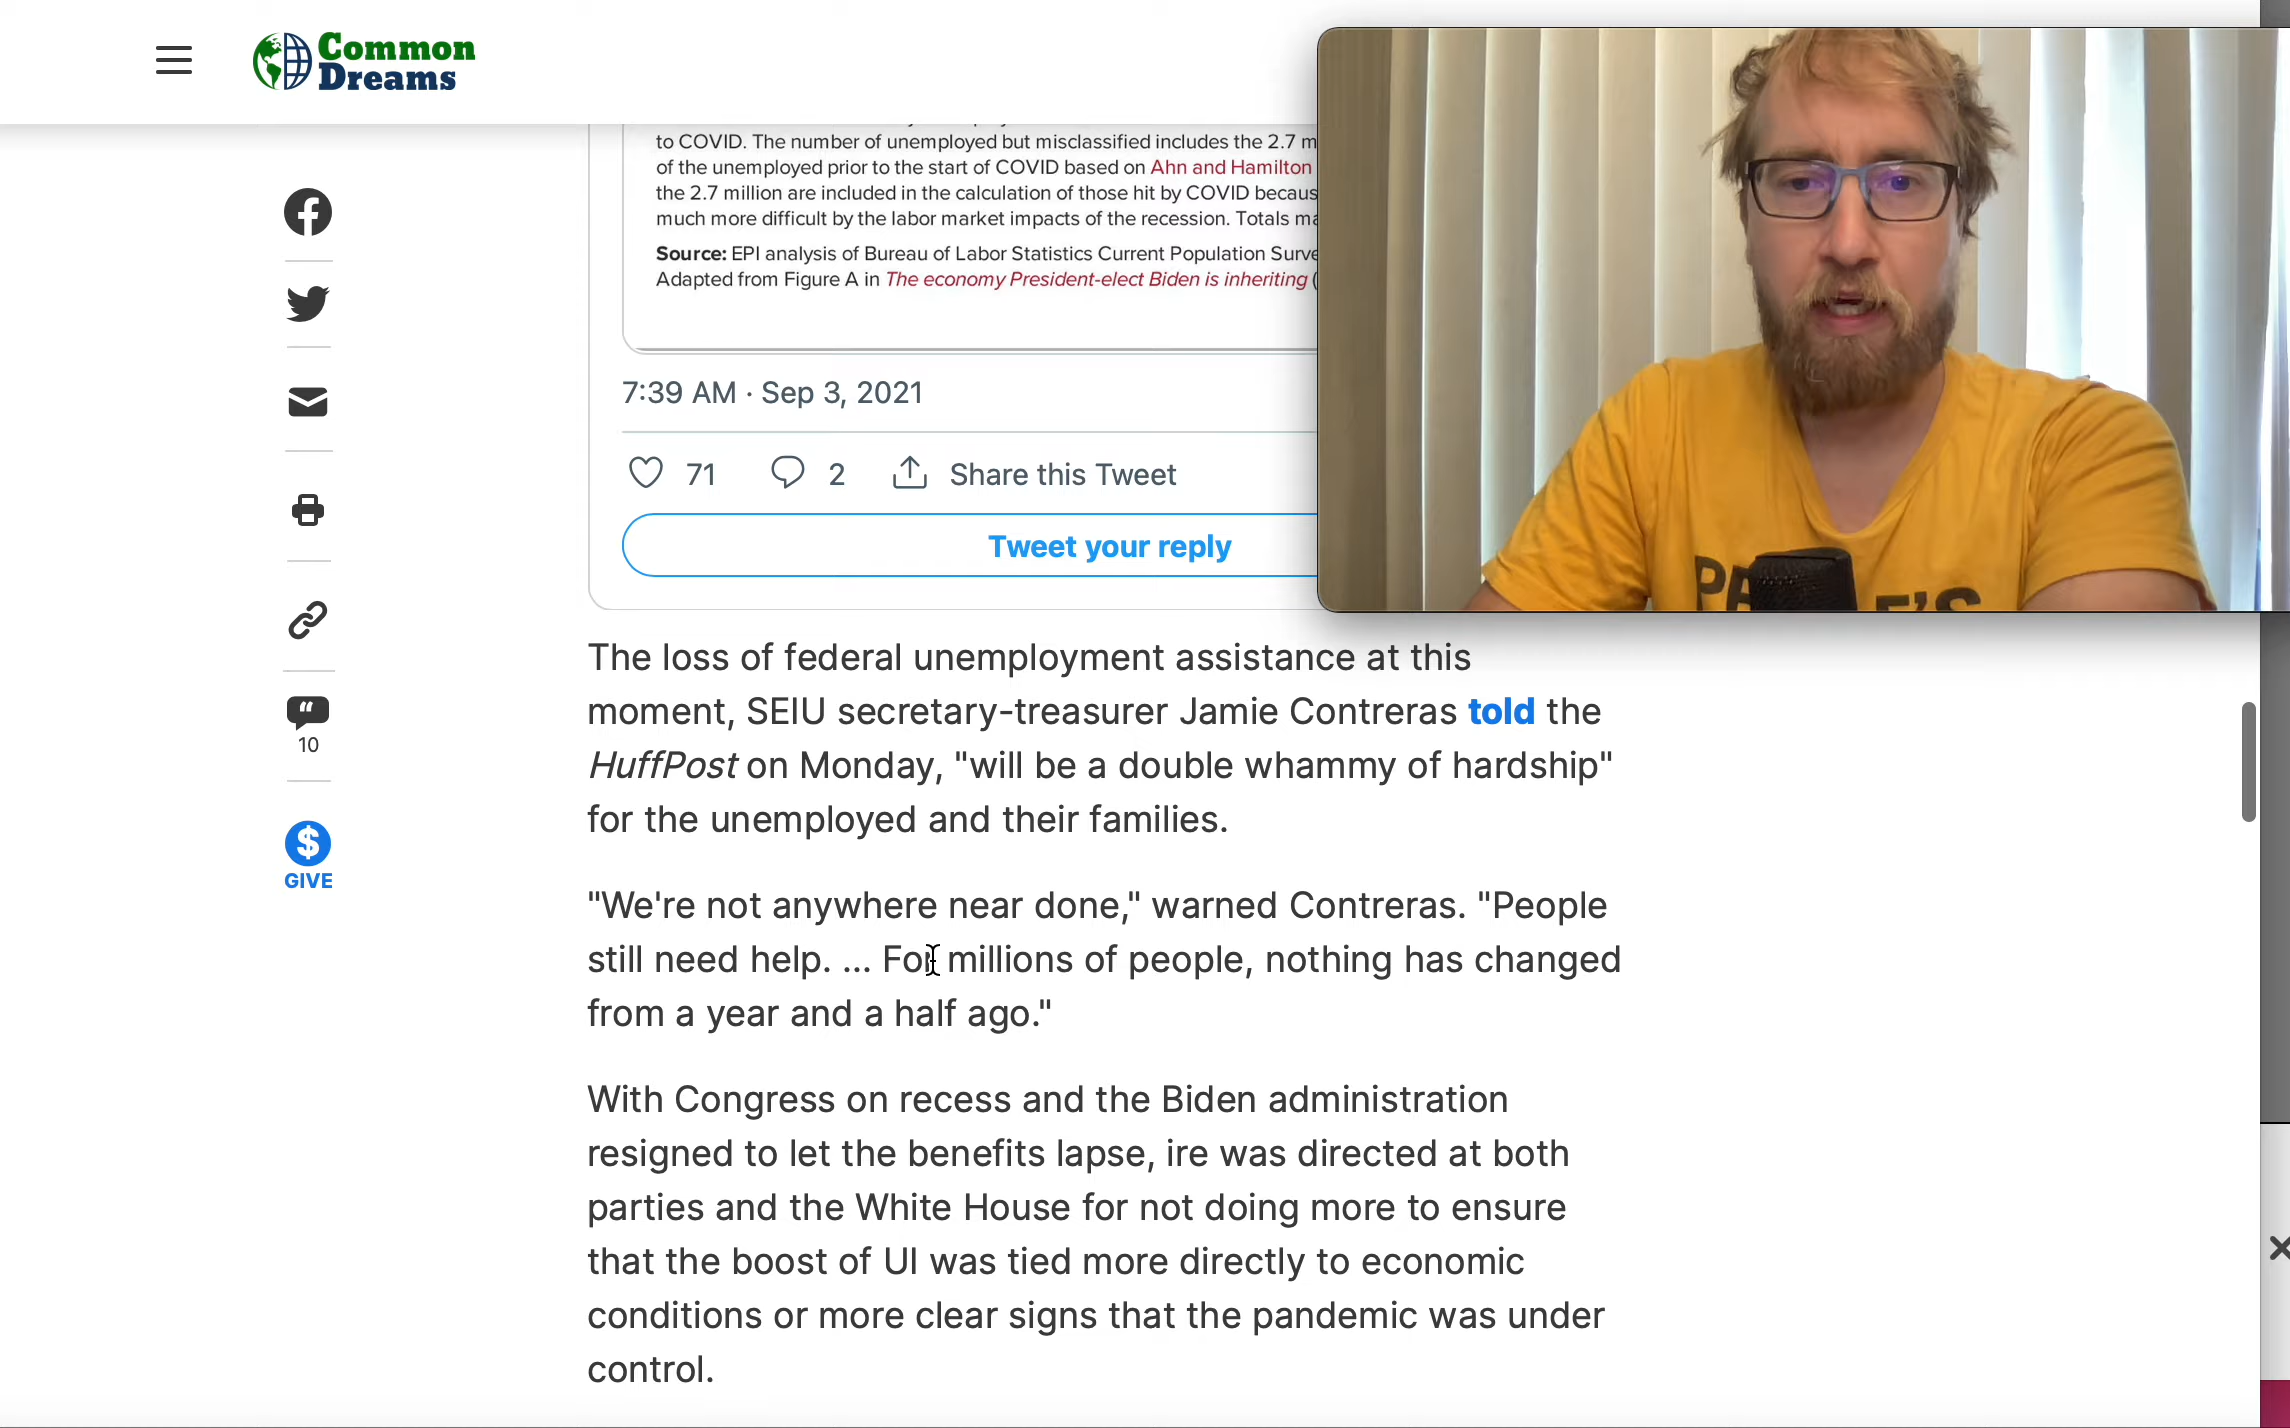 Common
Dreams
to COVID. The number of unemployed but misclassified includes the 2.7 m
of the unemployed prior to the start of COVID based on Ahn and Hamilton
the 2.7 million are included in the calculation of those hit by COVID becaus
much more difficult by the labor market impacts of the recession. Totals ma
Source: EPI analysis of Bureau of Labor Statistics Current Population Surve
Adapted from Figure A in The economy President-elect Biden is inheriting (
7:39 AM · Sep 3, 2021
71 2 Share this Tweet
Tweet your reply
10
GIVE
The loss of federal unemployment assistance at this
moment, SEIU secretary-treasurer Jamie Contreras told the
HuffPost on Monday, "will be a double whammy of hardship"
for the unemployed and their families.
"We're not anywhere near done," warned Contreras. "People
still need help. ... For millions of people, nothing has changed
from a year and a half ago."
With Congress on recess and the Biden administration
resigned to let the benefits lapse, ire was directed at both
parties and the White House for not doing more to ensure
that the boost of UI was tied more directly to economic
conditions or more clear signs that the pandemic was under
control.